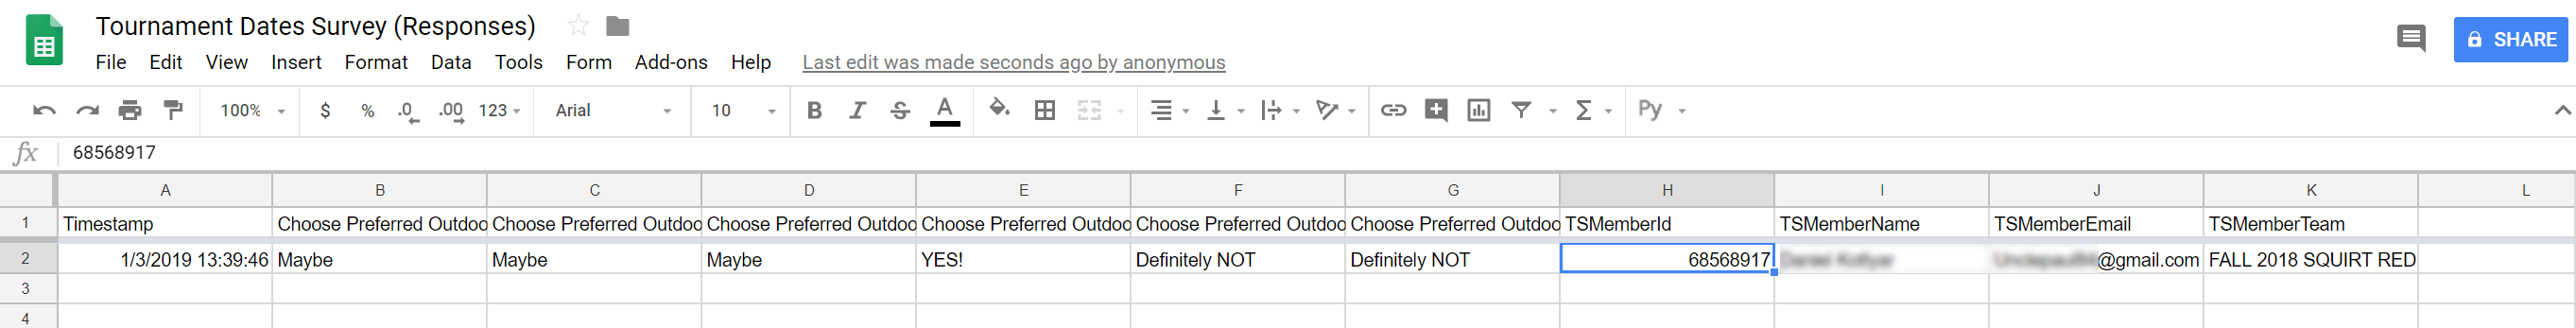 Tournament Dates Survey (Responses)
File Edit View Insert Format Data Tools Form Add-ons Help Last edit was made seconds ago by anonymous
SHARE
100% $ % .0 .00 123 Arial 10 B I S A Σ Py
fx 68568917
A B C D E F G H I J K L
1 Timestamp Choose Preferred Outdoo Choose Preferred Outdoo Choose Preferred Outdoo Choose Preferred Outdoo Choose Preferred Outdoo Choose Preferred Outdoo TSMemberId TSMemberName TSMemberEmail TSMemberTeam
2 1/3/2019 13:39:46 Maybe Maybe Maybe YES! Definitely NOT Definitely NOT 68568917 @gmail.com FALL 2018 SQUIRT RED
3
4